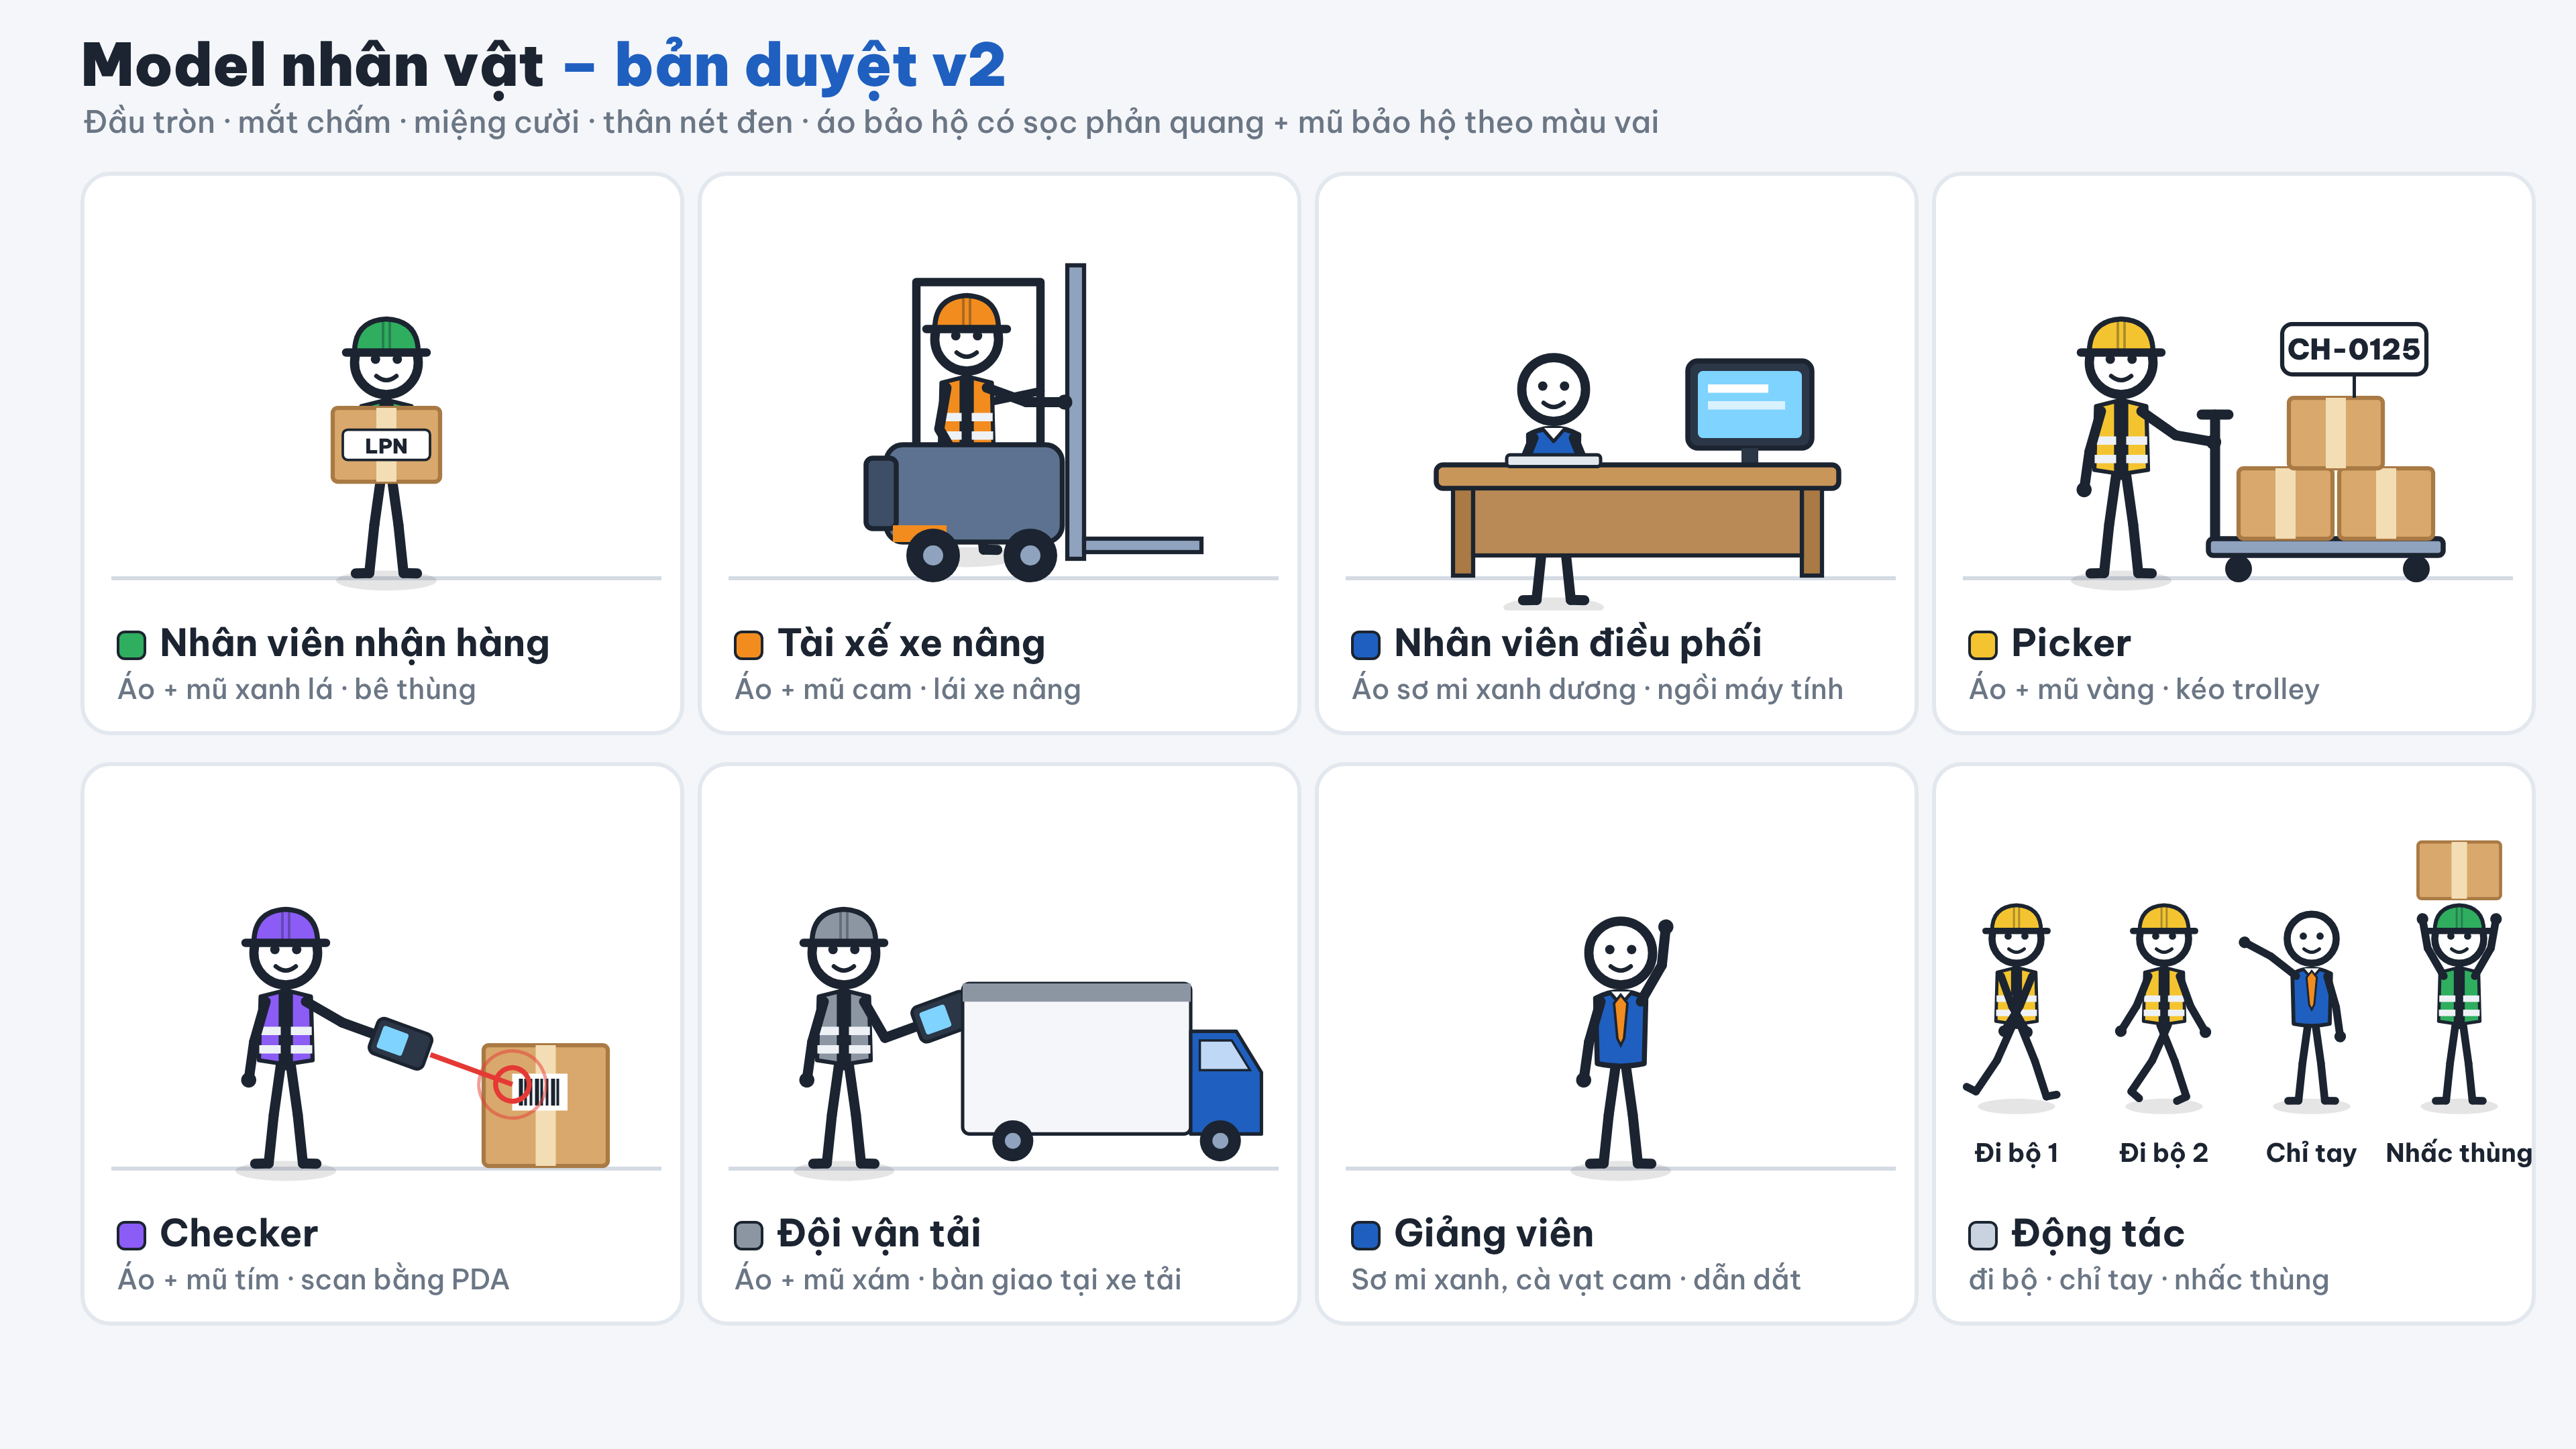 Model nhân vật – bản duyệt v2
Đầu tròn · mắt chấm · miệng cười · thân nét đen · áo bảo hộ có sọc phản quang + mũ bảo hộ theo màu vai
LPN
Nhân viên nhận hàng
Áo + mũ xanh lá · bê thùng
Tài xế xe nâng
Áo + mũ cam · lái xe nâng
Nhân viên điều phối
Áo sơ mi xanh dương · ngồi máy tính
CH-0125
Picker
Áo + mũ vàng · kéo trolley
Checker
Áo + mũ tím · scan bằng PDA
Đội vận tải
Áo + mũ xám · bàn giao tại xe tải
Giảng viên
Sơ mi xanh, cà vạt cam · dẫn dắt
Đi bộ 1 Đi bộ 2 Chỉ tay Nhấc thùng
Động tác
đi bộ · chỉ tay · nhấc thùng